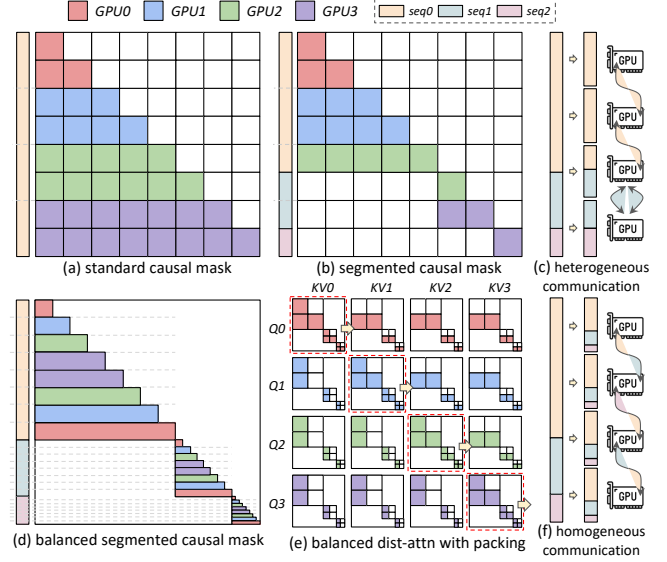 GPU0 GPU1 GPU2 GPU3 seq0 seq1 seq2
GPU
GPU
GPU
GPU
(a) standard causal mask
(b) segmented causal mask
(c) heterogeneous
communication
KV0 KV1 KV2 KV3
Q0
Q1
Q2
Q3
GPU
GPU
GPU
GPU
(d) balanced segmented causal mask
(e) balanced dist-attn with packing
(f) homogeneous
communication